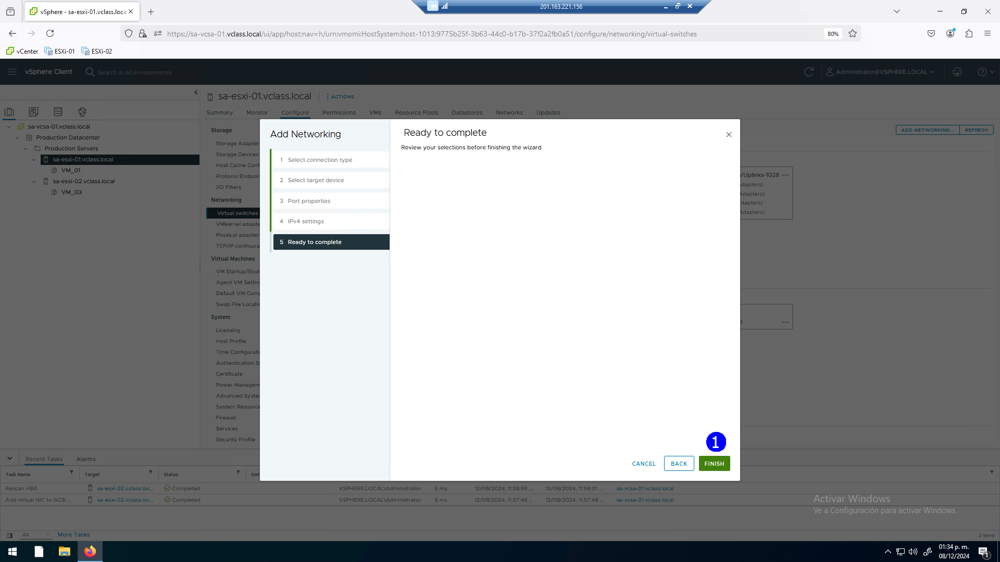 vSphere - sa-esxi-01.vclass.loca
201.163.221.156
https://sa-vcsa-01.vclass.local/ui/app/host;nav=h/urn:vmomi:HostSystem:host-1013:9775b25f-3b63-44c0-b17b-37f2a2fb0a51/configure/networking/virtual-switches
80%
vCenter
ESXi-01
ESXi-02
vSphere Client
Search in all environments
Administrator@VSPHERE.LOCAL
sa-esxi-01.vclass.local
ACTIONS
Summary
Monitor
Configure
Permissions
VMs
Resource Pools
Datastores
Networks
Updates
sa-vcsa-01.vclass.local
Production Datacenter
Production Servers
sa-esxi-01.vclass.local
VM_01
sa-esxi-02.vclass.local
VM_03
Storage
Storage Adapter
Storage Devices
Host Cache Conf
Protocol Endpoin
I/O Filters
Networking
Virtual switches
VMkernel adapte
Physical adapter
TCP/IP configura
Virtual Machines
VM Startup/Shut
Agent VM Settin
Default VM Comp
Swap File Locatio
System
Licensing
Host Profile
Time Configurati
Authentication Se
Certificate
Power Managem
Advanced System
System Resource
Firewall
Services
Security Profile
ADD NETWORKING...
REFRESH
VUplinks-1028
Adapters)
Adapters)
dapters)
Adapters)
Add Networking
1 Select connection type
2 Select target device
3 Port properties
4 IPv4 settings
5 Ready to complete
Ready to complete
Review your selections before finishing the wizard
1
CANCEL
BACK
FINISH
Recent Tasks
Alarms
Task Name
Target
Status
Det
Rescan HBA
sa-esxi-02.vclass.loc...
Completed
VSPHERE.LOCAL\Administrator
6 ms
12/08/2024, 11:58:59 ...
12/08/2024, 11:59:01 ...
sa-vcsa-01.vclass.local
Add virtual NIC to iSCSI ...
sa-esxi-02.vclass.loc...
Completed
VSPHERE.LOCAL\Administrator
5 ms
12/08/2024, 11:57:48 ...
12/08/2024, 11:57:48 ...
sa-vcsa-01.vclass.local
Activar Windows
Ve a Configuración para activar Windows.
All
More Tasks
2 items
01:34 p. m.
08/12/2024
1